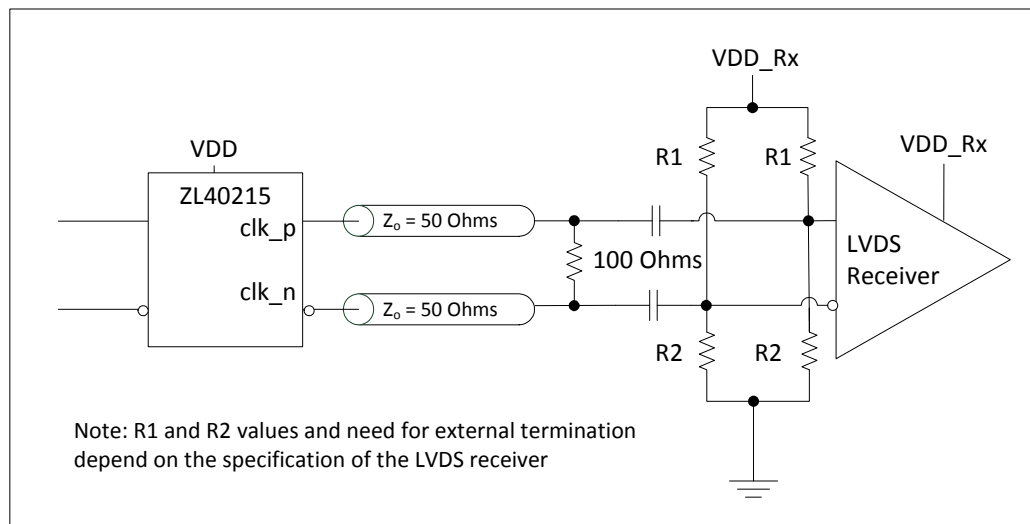 VDD_Rx
VDD
R1
R1
VDD_Rx
ZL40215
clk_p
Zₒ = 50 Ohms
LVDS
Receiver
100 Ohms
clk_n
Zₒ = 50 Ohms
R2
R2
Note: R1 and R2 values and need for external termination
depend on the specification of the LVDS receiver